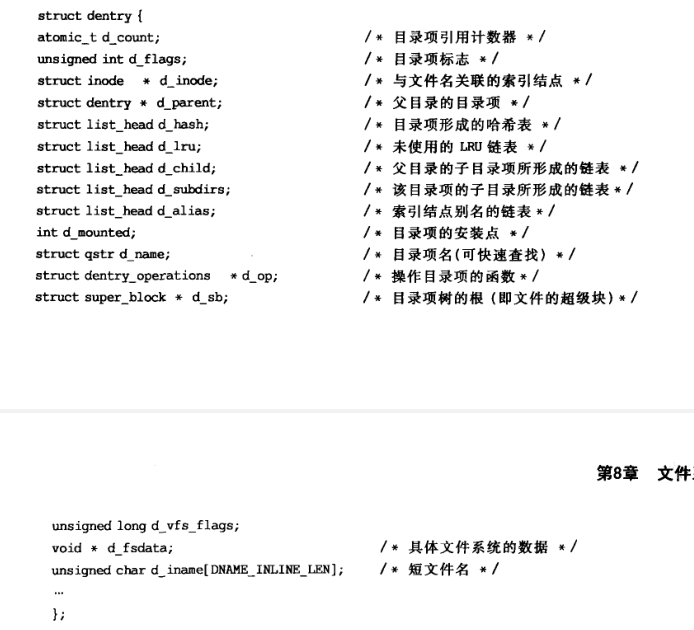 struct dentry {
atomic_t d_count; /* 目录项引用计数器 */
unsigned int d_flags; /* 目录项标志 */
struct inode * d_inode; /* 与文件名关联的索引结点 */
struct dentry * d_parent; /* 父目录的目录项 */
struct list_head d_hash; /* 目录项形成的哈希表 */
struct list_head d_lru; /* 未使用的 LRU 链表 */
struct list_head d_child; /* 父目录的子目录项所形成的链表 */
struct list_head d_subdirs; /* 该目录项的子目录所形成的链表*/
struct list_head d_alias; /* 索引结点别名的链表*/
int d_mounted; /* 目录项的安装点 */
struct qstr d_name; /* 目录项名(可快速查找) */
struct dentry_operations *d_op; /* 操作目录项的函数*/
struct super_block * d_sb; /* 目录项树的根 (即文件的超级块)*/
第8章 文件
unsigned long d_vfs_flags;
void * d_fsdata; /* 具体文件系统的数据 */
unsigned char d_iname[DNAME_INLINE_LEN]; /* 短文件名 */
…
};